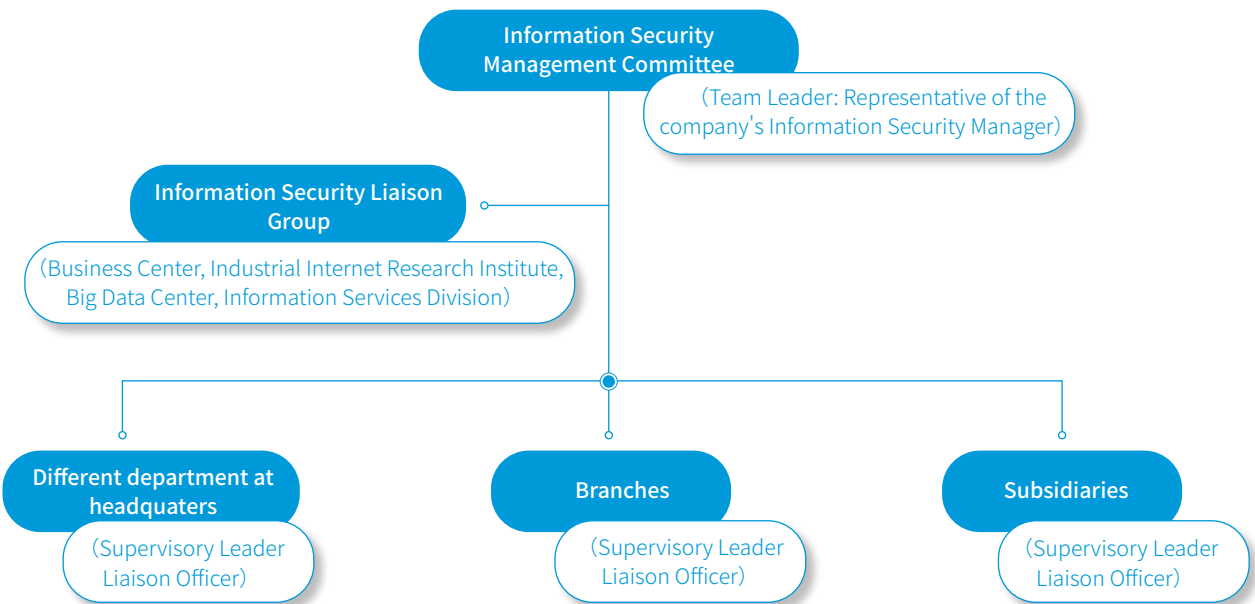 Information Security
Management Committee
（Team Leader: Representative of the
company's Information Security Manager）
Information Security Liaison
Group
（Business Center, Industrial Internet Research Institute,
Big Data Center, Information Services Division）
Different department at
headquaters
（Supervisory Leader
Liaison Officer）
Branches
（Supervisory Leader
Liaison Officer）
Subsidiaries
（Supervisory Leader
Liaison Officer）